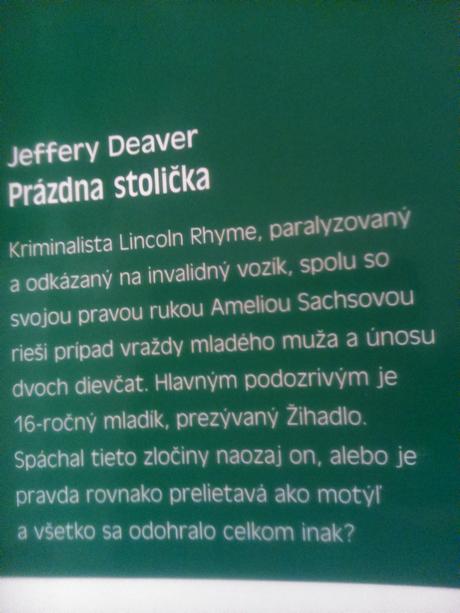 Jeffery Deaver
Prázdna stolička
Kriminalista Lincoln Rhyme, paralyzovaný
a odkázaný na invalidný vozík, spolu so
svojou pravou rukou Ameliou Sachsovou
rieši prípad vraždy mladého muža a únosu
dvoch dievčat. Hlavným podozrivým je
16-ročný mladík, prezývaný Žihadlo.
Spáchal tieto zločiny naozaj on, alebo je
pravda rovnako prelietavá ako motýľ
a všetko sa odohralo celkom inak?